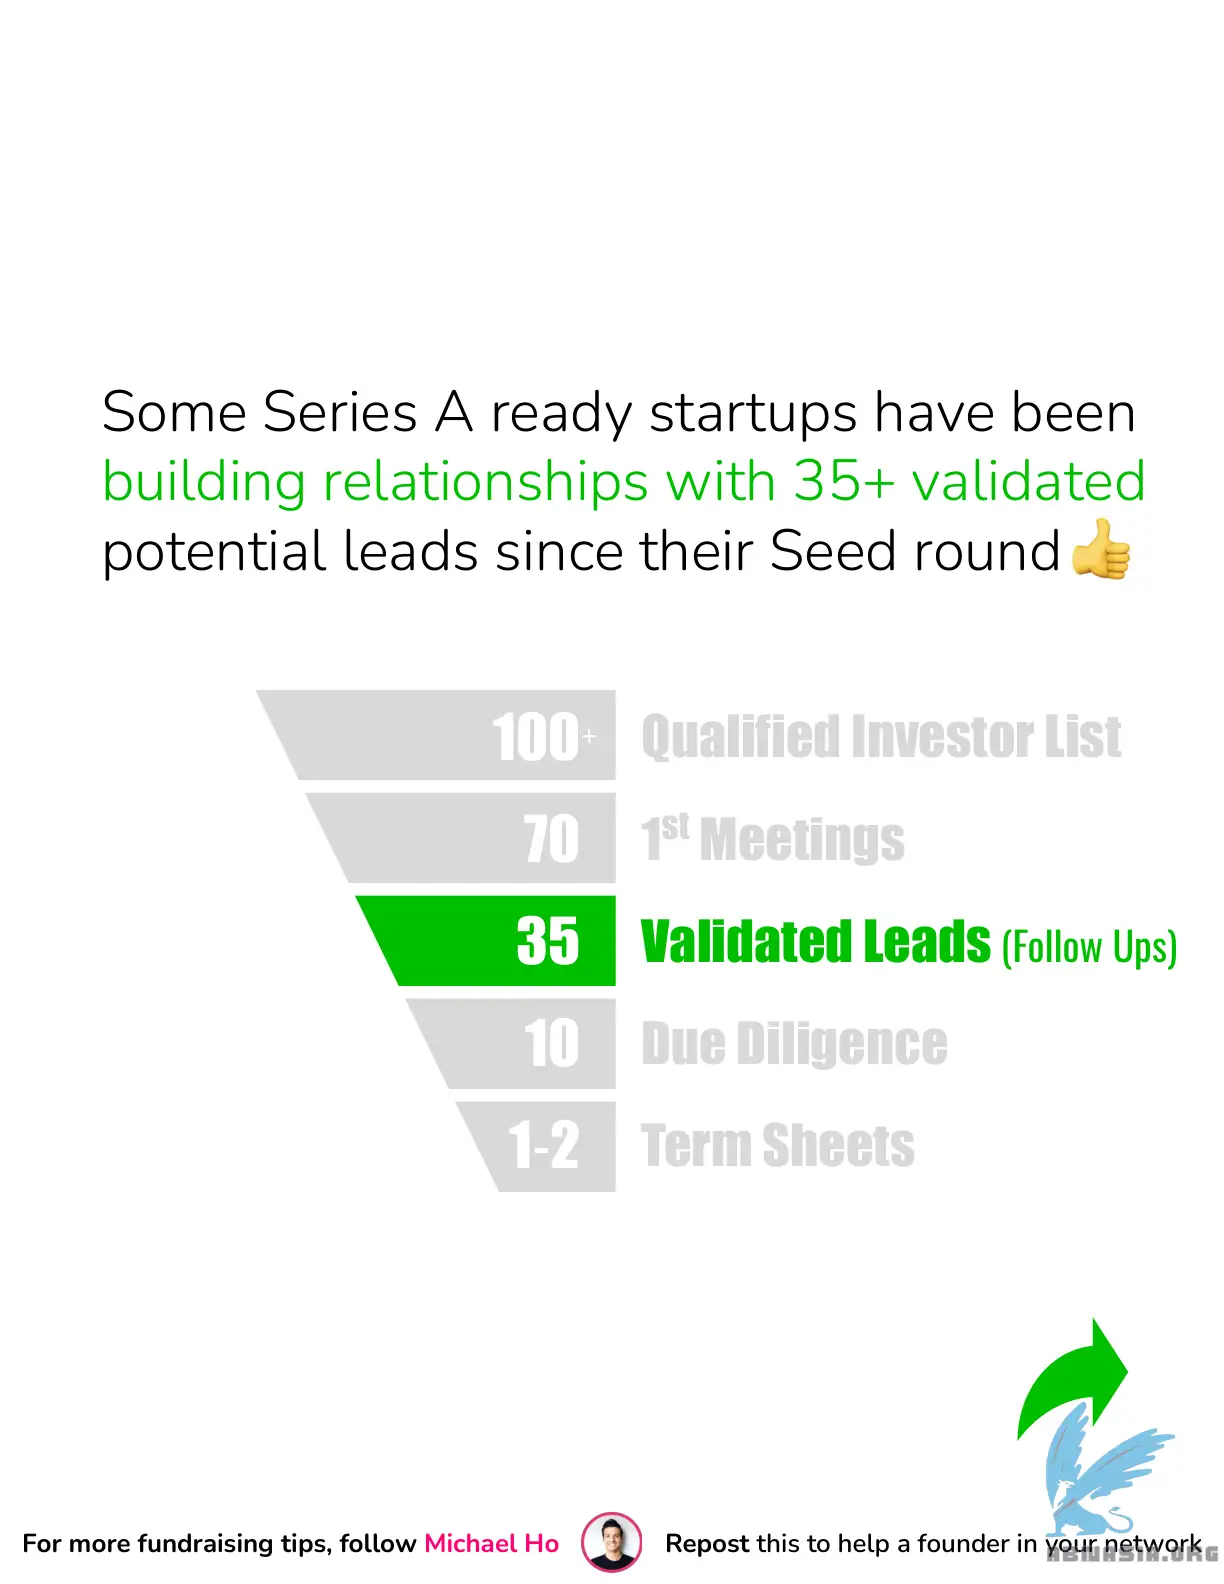 Some Series A ready startups have been
building relationships with 35+ validated
potential leads since their Seed round 👍
100+ Qualified Investor List
70 1st Meetings
35 Validated Leads (Follow Ups)
10 Due Diligence
1-2 Term Sheets
For more fundraising tips, follow Michael Ho
Repost this to help a founder in your network
ABNASIA.ORG